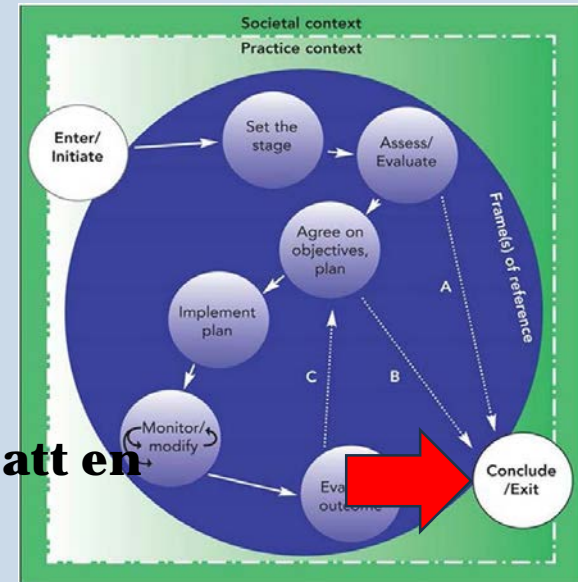 Societal context
Practice context
Enter/
Initiate
Set the
stage
Assess/
Evaluate
Frame(s) of reference
Agree on
objectives,
plan
A
Implement
plan
C
B
Monitor/
modify
att en
Conclude
/Exit
outcome